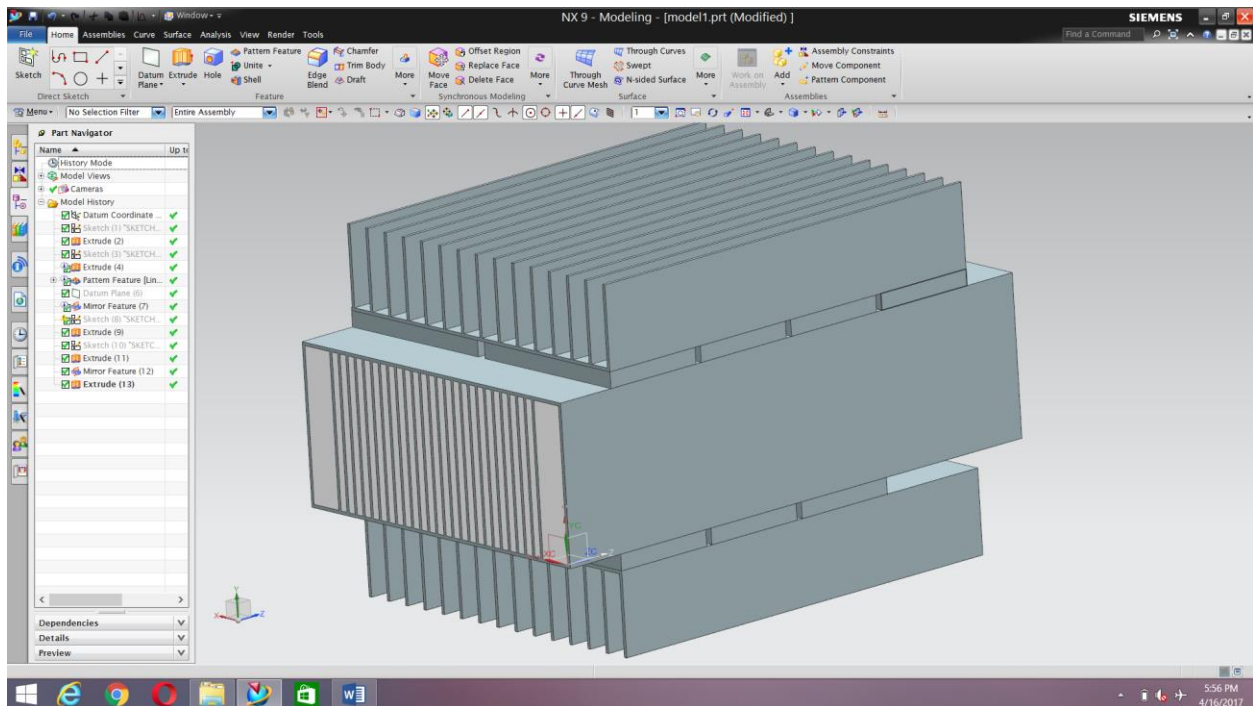 Window
NX 9 - Modeling - [model1.prt (Modified) ]
SIEMENS
File Home Assemblies Curve Surface Analysis View Render Tools
Find a Command
Sketch
Direct Sketch
Datum Plane
Extrude
Hole
Pattern Feature
Unite
Shell
Edge Blend
Chamfer
Trim Body
Draft
More
Feature
Move Face
Offset Region
Replace Face
Delete Face
More
Synchronous Modeling
Through Curve Mesh
Through Curves
Swept
N-sided Surface
More
Surface
Work on Assembly
Add
Assembly Constraints
Move Component
Pattern Component
Assemblies
Menu No Selection Filter Entire Assembly 1
Part Navigator
Name Up to
History Mode
Model Views
Cameras
Model History
Datum Coordinate ...
Sketch (1) "SKETCH...
Extrude (2)
Sketch (3) "SKETCH...
Extrude (4)
Pattern Feature [Lin...
Datum Plane (6)
Mirror Feature (7)
Sketch (8) "SKETCH...
Extrude (9)
Sketch (10) "SKETC...
Extrude (11)
Mirror Feature (12)
Extrude (13)
YC
XC
Z
Y
X Z
Dependencies
Details
Preview
5:56 PM
4/16/2017